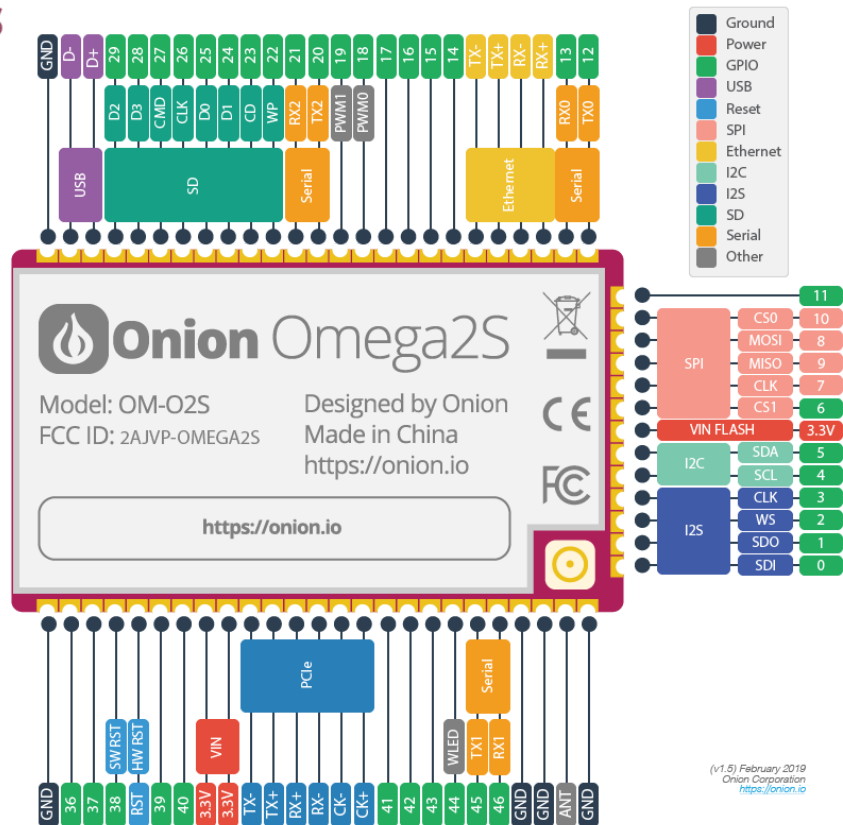 S
GND D- D+ 29 28 27 26 25 24 23 22 21 20 19 18 17 16 15 14 TX- TX+ RX- RX+ 13 12
D2 D3 CMD CLK D0 D1 CD WP RX2 TX2 PWM1 PWM0 RX0 TX0
USB SD Serial Ethernet Serial
Ground
Power
GPIO
USB
Reset
SPI
Ethernet
I2C
I2S
SD
Serial
Other
Onion Omega2S
Model: OM-O2S
FCC ID: 2AJVP-OMEGA2S
Designed by Onion
Made in China
https://onion.io
CE
FC
https://onion.io
11
SPI
CS0 10
MOSI 8
MISO 9
CLK 7
CS1 6
VIN FLASH 3.3V
I2C
SDA 5
SCL 4
I2S
CLK 3
WS 2
SDO 1
SDI 0
PCIe Serial
SW RST HW RST VIN WLED TX1 RX1
GND 36 37 38 RST 39 40 3.3V 3.3V TX- TX+ RX+ RX- CK- CK+ 41 42 43 44 45 46 GND GND ANT GND
(v1.5) February 2019
Onion Corporation
https://onion.io